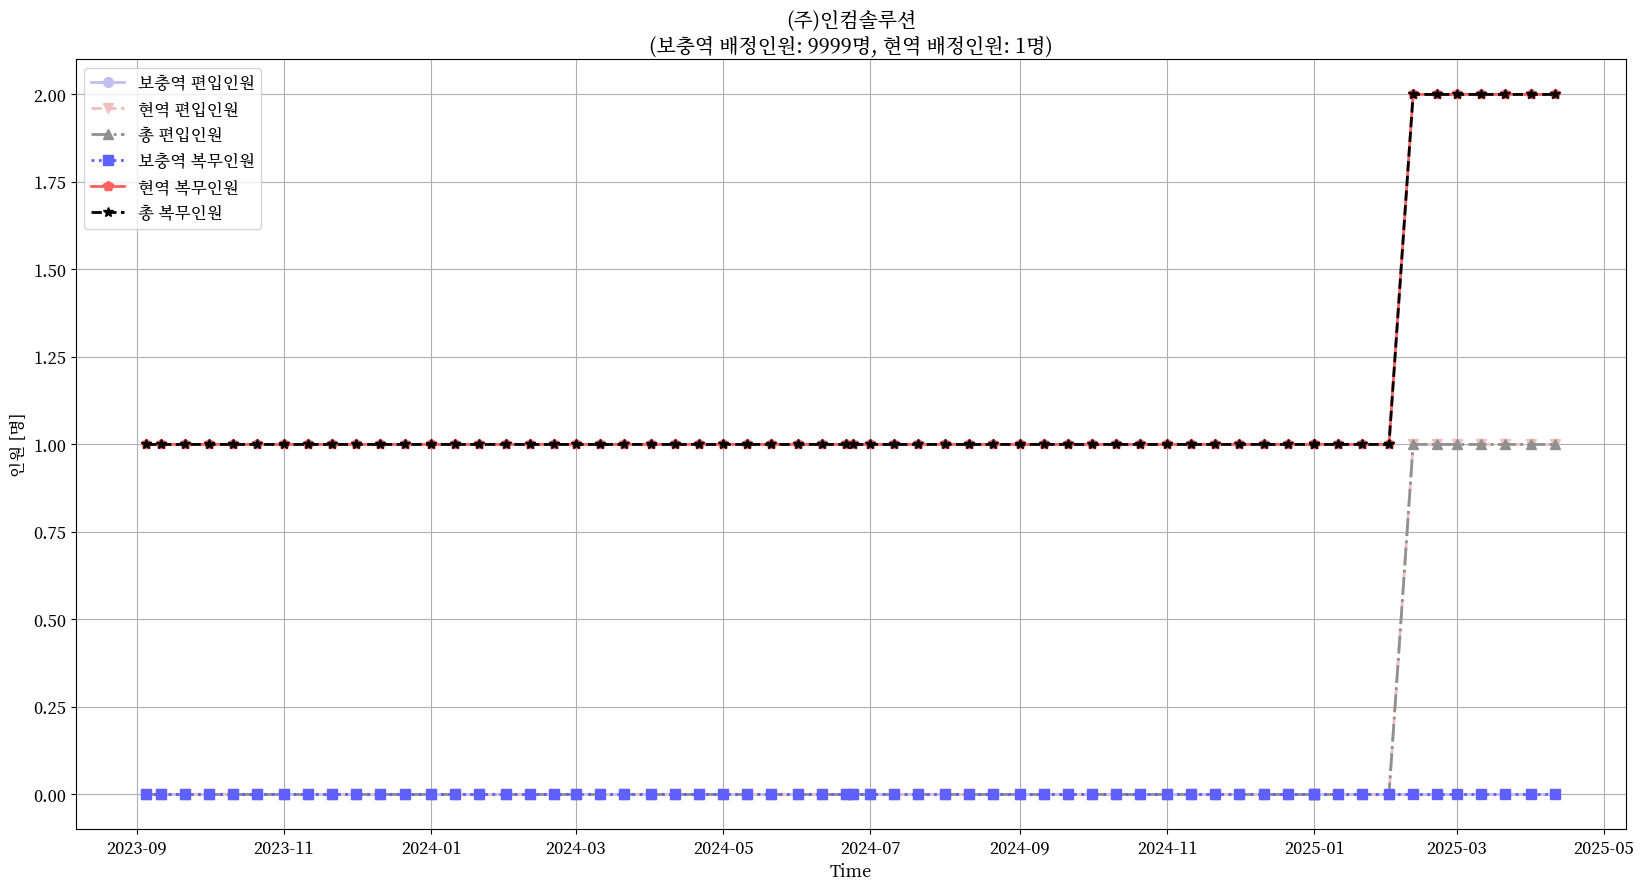 (주)인컴솔루션
(보충역 배정인원: 9999명, 현역 배정인원: 1명)
보충역 편입인원
현역 편입인원
총 편입인원
보충역 복무인원
현역 복무인원
총 복무인원
인원 [명]
2.00
1.75
1.50
1.25
1.00
0.75
0.50
0.25
0.00
2023-09 2023-11 2024-01 2024-03 2024-05 2024-07 2024-09 2024-11 2025-01 2025-03 2025-05
Time